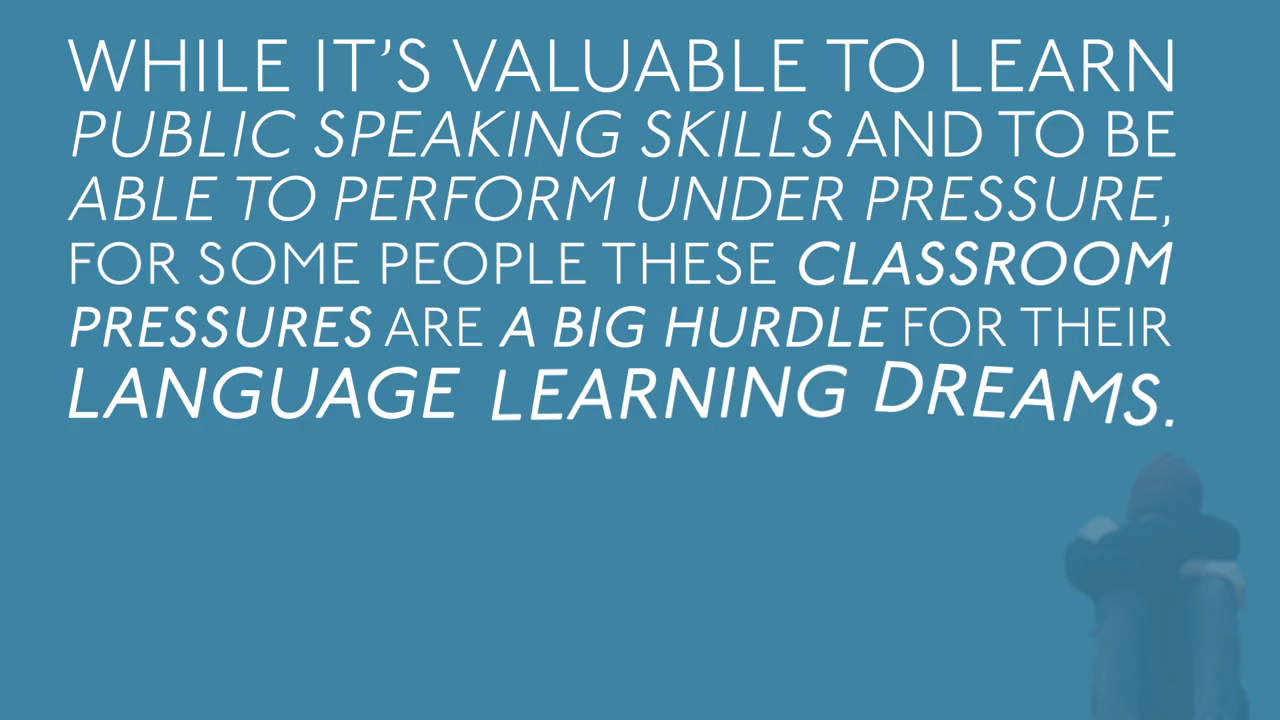 WHILE IT'S VALUABLE TO LEARN
PUBLIC SPEAKING SKILLS AND TO BE
ABLE TO PERFORM UNDER PRESSURE,
FOR SOME PEOPLE THESE CLASSROOM
PRESSURES ARE A BIG HURDLE FOR THEIR
LANGUAGE LEARNING DREAMS.